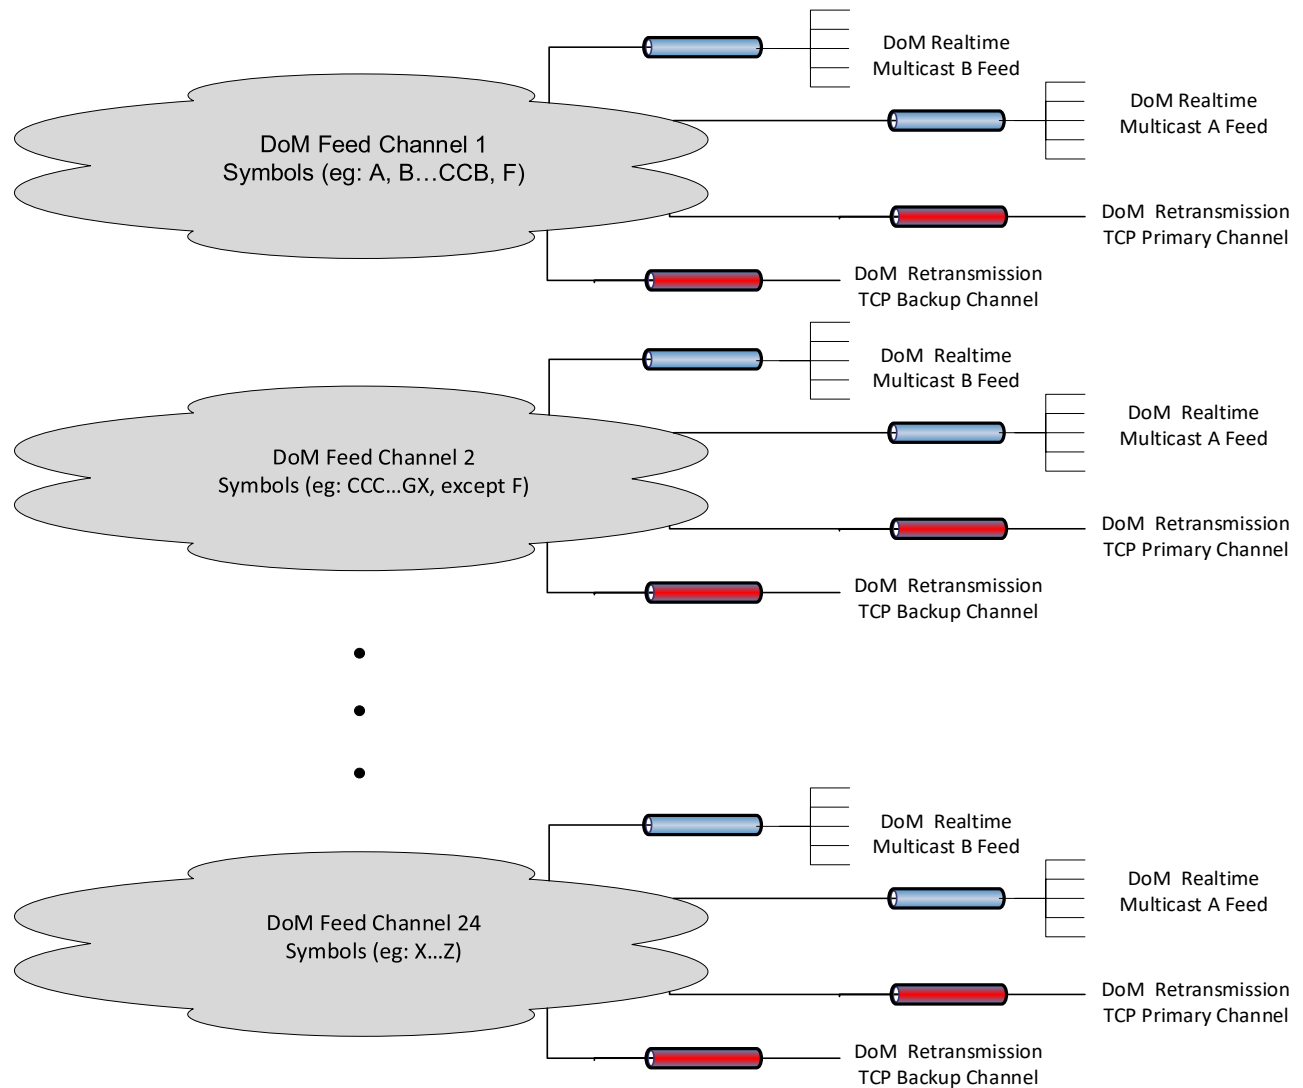 DoM Realtime
Multicast B Feed
DoM Realtime
Multicast A Feed
DoM Feed Channel 1
Symbols (eg: A, B…CCB, F)
DoM Retransmission
TCP Primary Channel
DoM Retransmission
TCP Backup Channel
DoM Realtime
Multicast B Feed
DoM Realtime
Multicast A Feed
DoM Feed Channel 2
Symbols (eg: CCC…GX, except F)
DoM Retransmission
TCP Primary Channel
DoM Retransmission
TCP Backup Channel
DoM Realtime
Multicast B Feed
DoM Realtime
Multicast A Feed
DoM Feed Channel 24
Symbols (eg: X…Z)
DoM Retransmission
TCP Primary Channel
DoM Retransmission
TCP Backup Channel